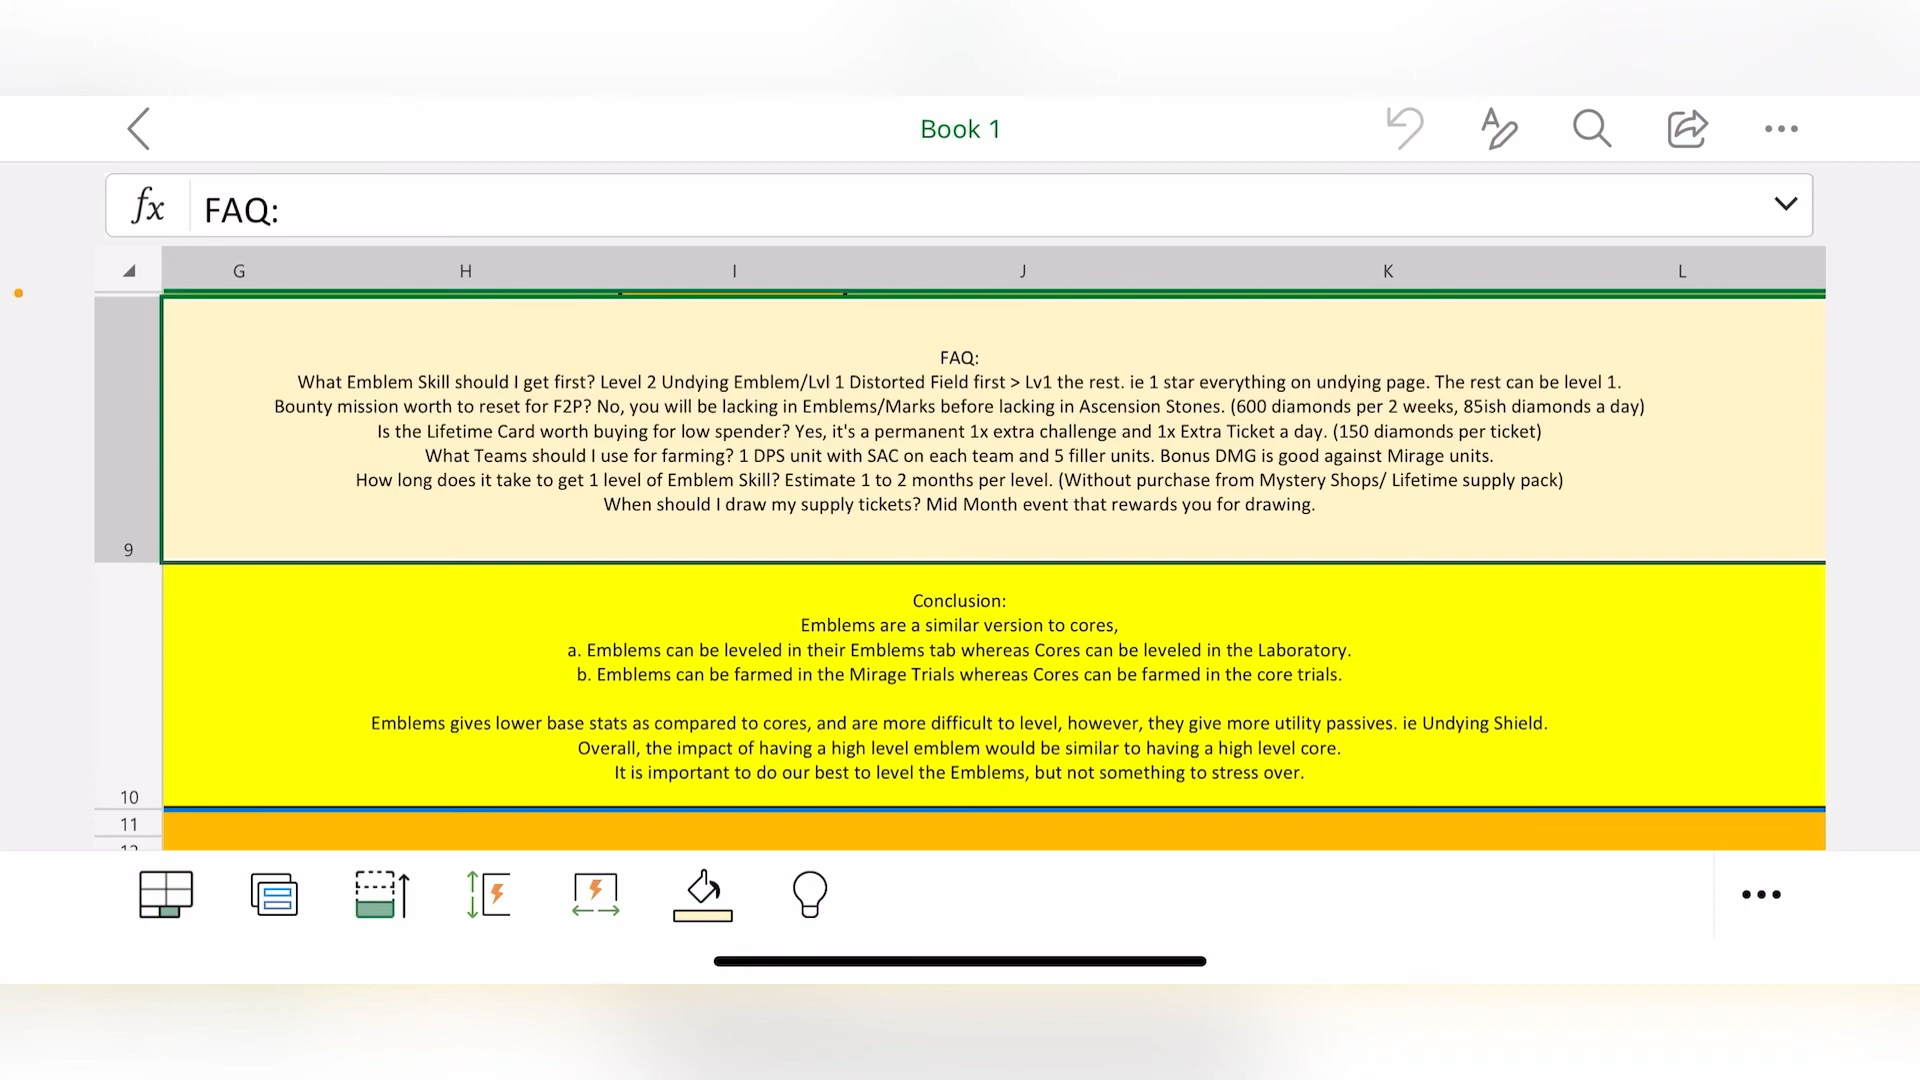 Book 1
fx FAQ:
G H I J K L
FAQ:
What Emblem Skill should I get first? Level 2 Undying Emblem/Lvl 1 Distorted Field first > Lv1 the rest. ie 1 star everything on undying page. The rest can be level 1.
Bounty mission worth to reset for F2P? No, you will be lacking in Emblems/Marks before lacking in Ascension Stones. (600 diamonds per 2 weeks, 85ish diamonds a day)
Is the Lifetime Card worth buying for low spender? Yes, it's a permanent 1x extra challenge and 1x Extra Ticket a day. (150 diamonds per ticket)
What Teams should I use for farming? 1 DPS unit with SAC on each team and 5 filler units. Bonus DMG is good against Mirage units.
How long does it take to get 1 level of Emblem Skill? Estimate 1 to 2 months per level. (Without purchase from Mystery Shops/ Lifetime supply pack)
When should I draw my supply tickets? Mid Month event that rewards you for drawing.
9
Conclusion:
Emblems are a similar version to cores,
a. Emblems can be leveled in their Emblems tab whereas Cores can be leveled in the Laboratory.
b. Emblems can be farmed in the Mirage Trials whereas Cores can be farmed in the core trials.
Emblems gives lower base stats as compared to cores, and are more difficult to level, however, they give more utility passives. ie Undying Shield.
Overall, the impact of having a high level emblem would be similar to having a high level core.
It is important to do our best to level the Emblems, but not something to stress over.
10
11